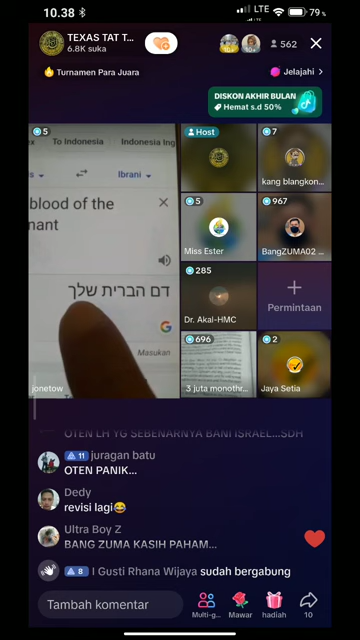 10.38
LTE
79%
TEXAS TAT T...
6.8K suka
10+
10+
562
Turnamen Para Juara
Jelajahi >
DISKON AKHIR BULAN
Hemat s.d 50%
5
ex To Indonesia Indonesia Ing
s Ibrani
blood of the
nant
דם הברית שלך
Masukan
jonetow
Host
7
kang blangkon...
5
Miss Ester
967
BangZUMA02 ...
285
Dr. Akal-HMC
+
Permintaan
696
3 juta monothr...
2
Jaya Setia
OTEN LH YG SEBENARNYA BANI ISRAEL...SDH
11 juragan batu
OTEN PANIK...
Dedy
revisi lagi😂
Ultra Boy Z
BANG ZUMA KASIH PAHAM...
8 I Gusti Rhana Wijaya sudah bergabung
Tambah komentar
Multi-g...
Mawar
hadiah
10